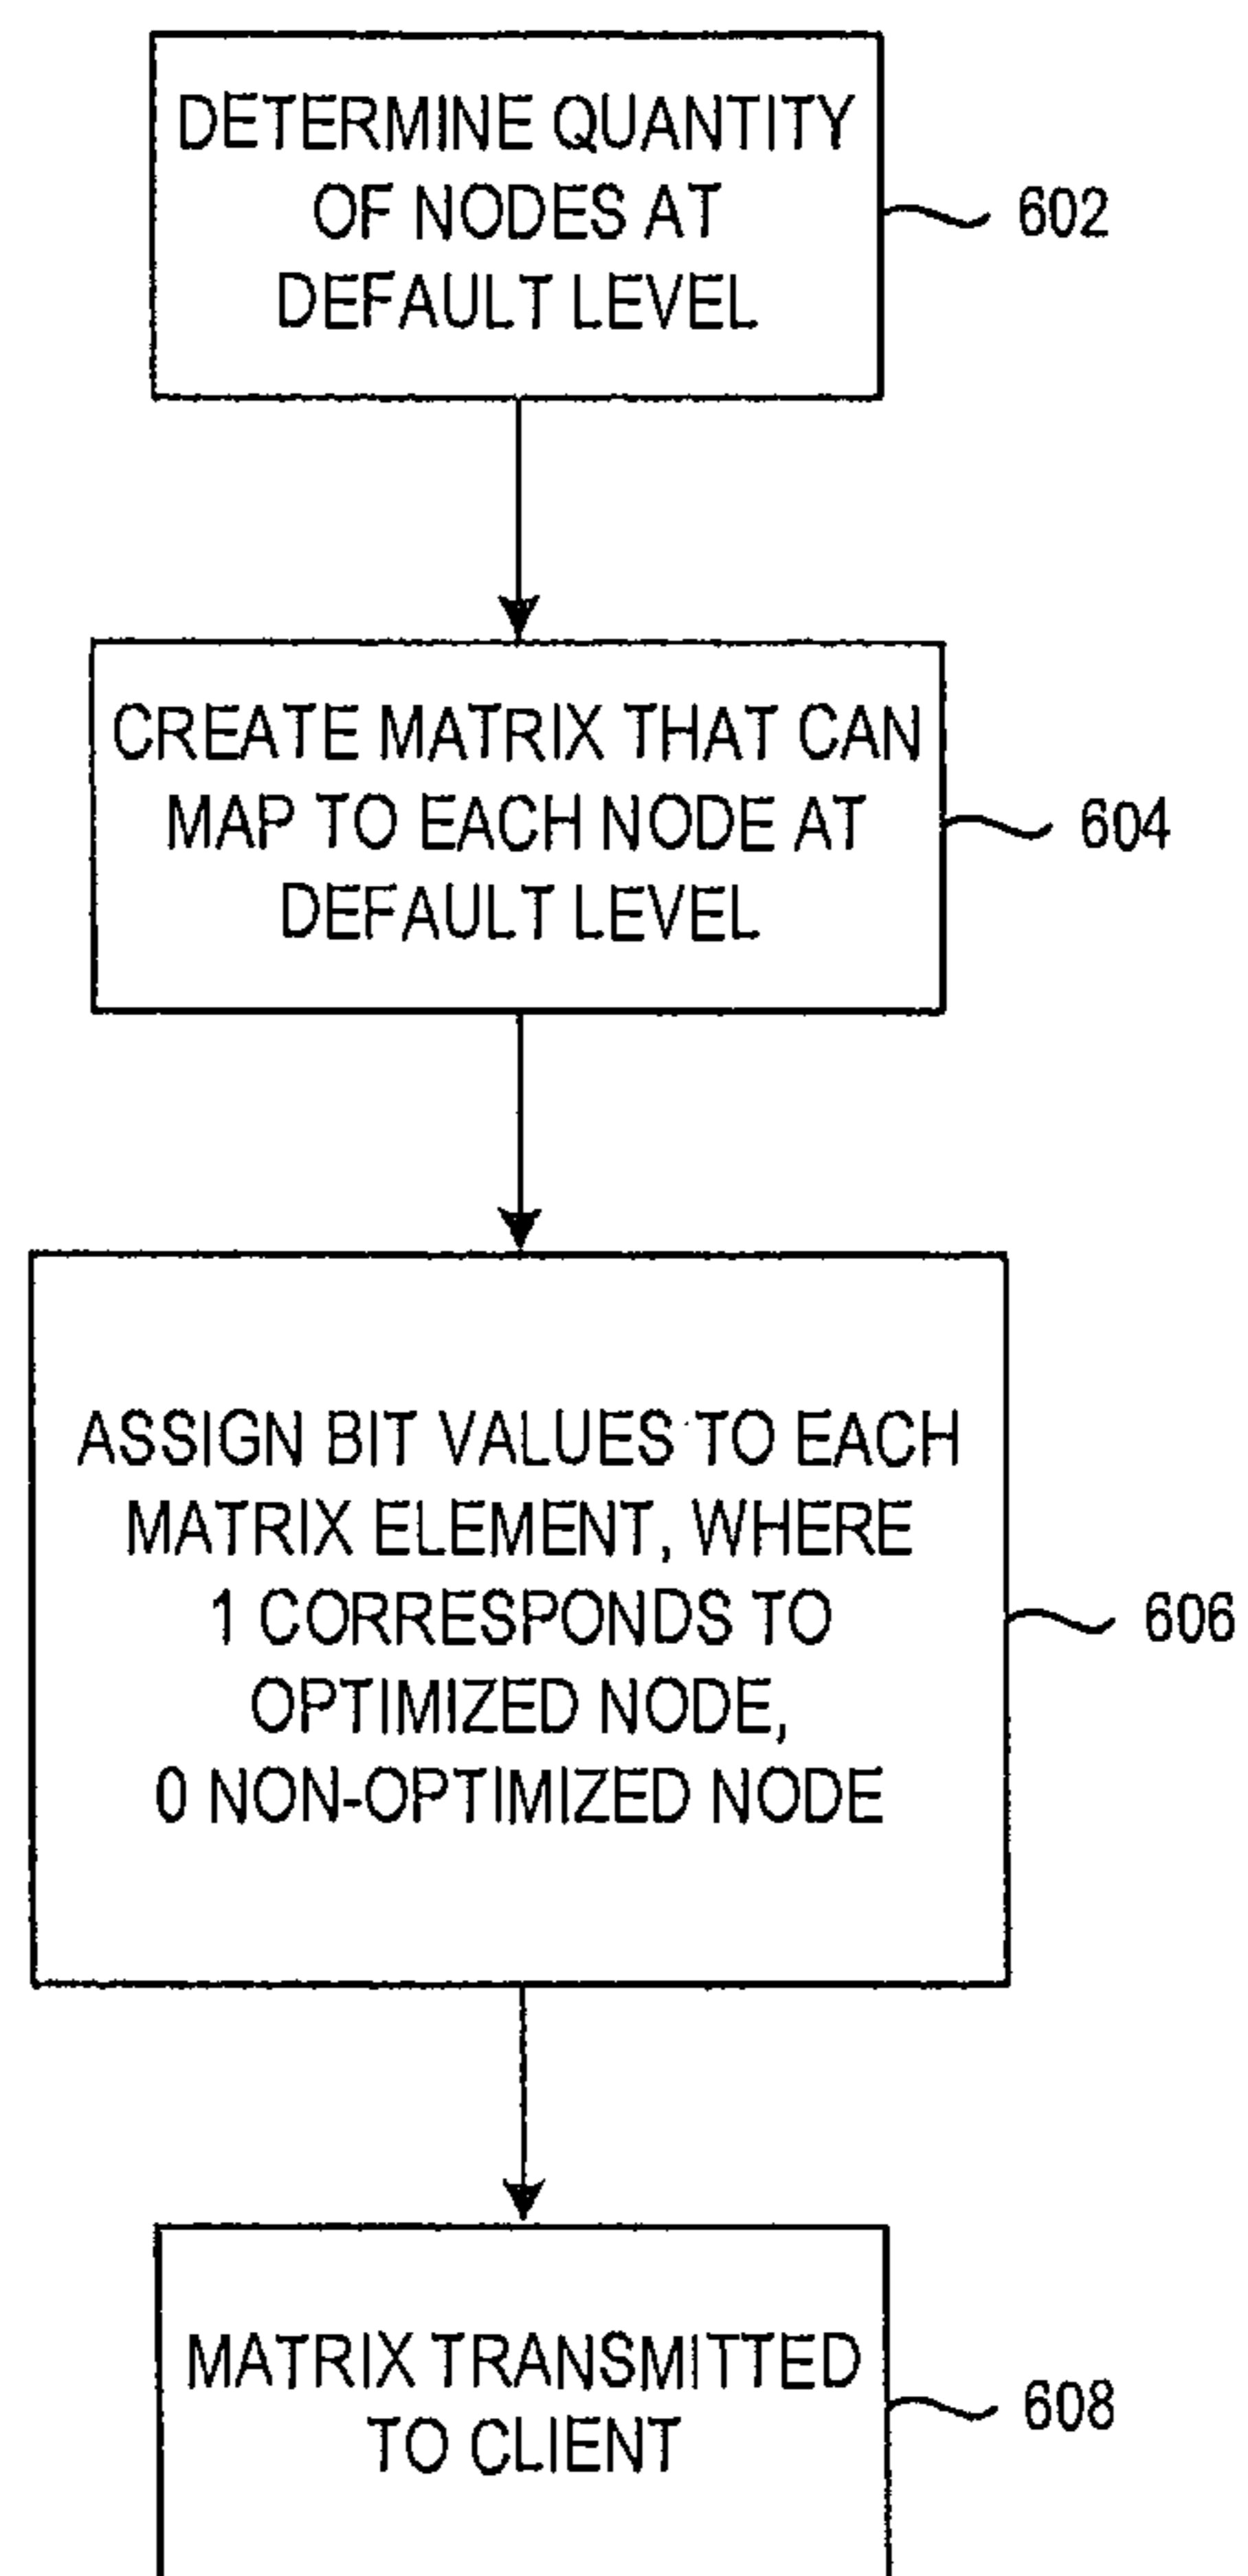 DETERMINE QUANTITY
OF NODES AT
DEFAULT LEVEL
602
CREATE MATRIX THAT CAN
MAP TO EACH NODE AT
DEFAULT LEVEL
604
ASSIGN BIT VALUES TO EACH
MATRIX ELEMENT, WHERE
1 CORRESPONDS TO
OPTIMIZED NODE,
0 NON-OPTIMIZED NODE
606
MATRIX TRANSMITTED
TO CLIENT
608